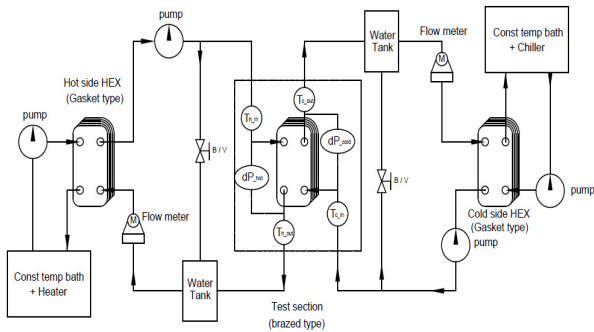 pump
Hot side HEX
(Gasket type)
pump
Const temp bath
+ Heater
M
Flow meter
B / V
Water
Tank
Th_in
dP_hot
Th_out
Tc_out
dP_cold
Tc_in
Test section
(brazed type)
Water
Tank
B / V
Flow meter
M
Const temp bath
+ Chiller
Cold side HEX
(Gasket type)
pump
pump